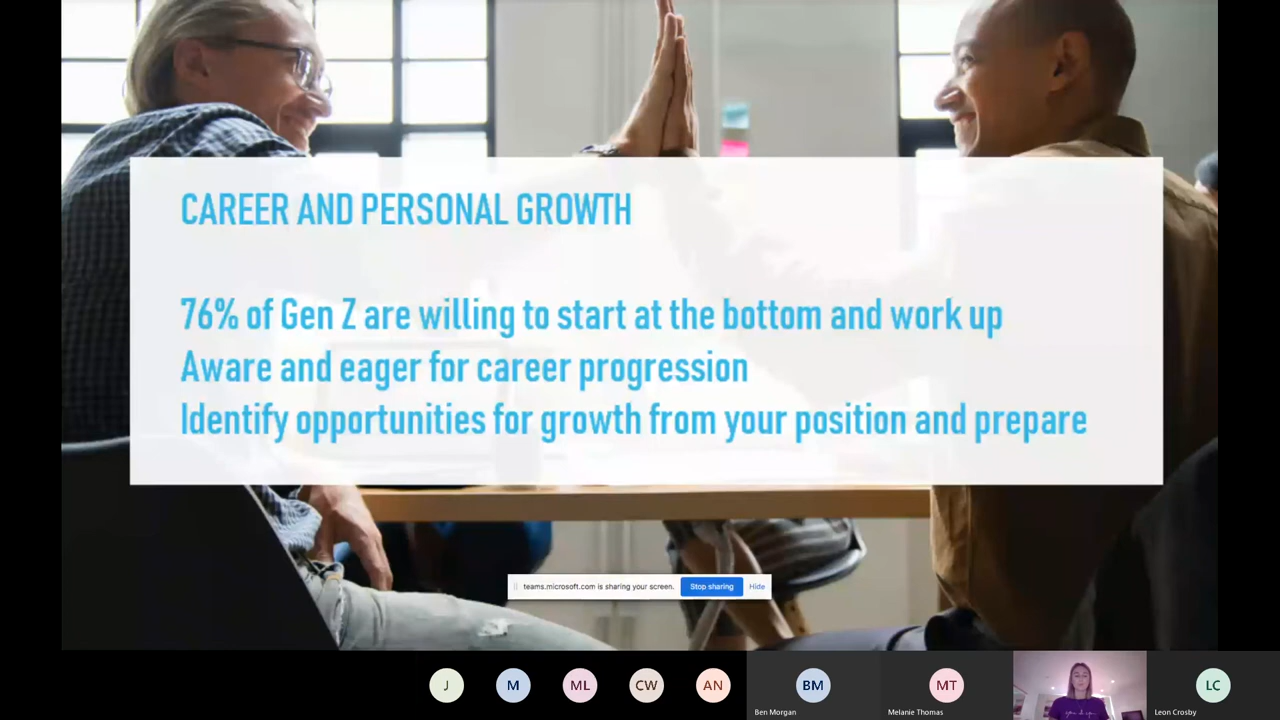 CAREER AND PERSONAL GROWTH
76% of Gen Z are willing to start at the bottom and work up
Aware and eager for career progression
Identify opportunities for growth from your position and prepare
teams.microsoft.com is sharing your screen.
Stop sharing
Hide
J
M
ML
CW
AN
BM
MT
LC
Ben Morgan
Melanie Thomas
Leon Crosby